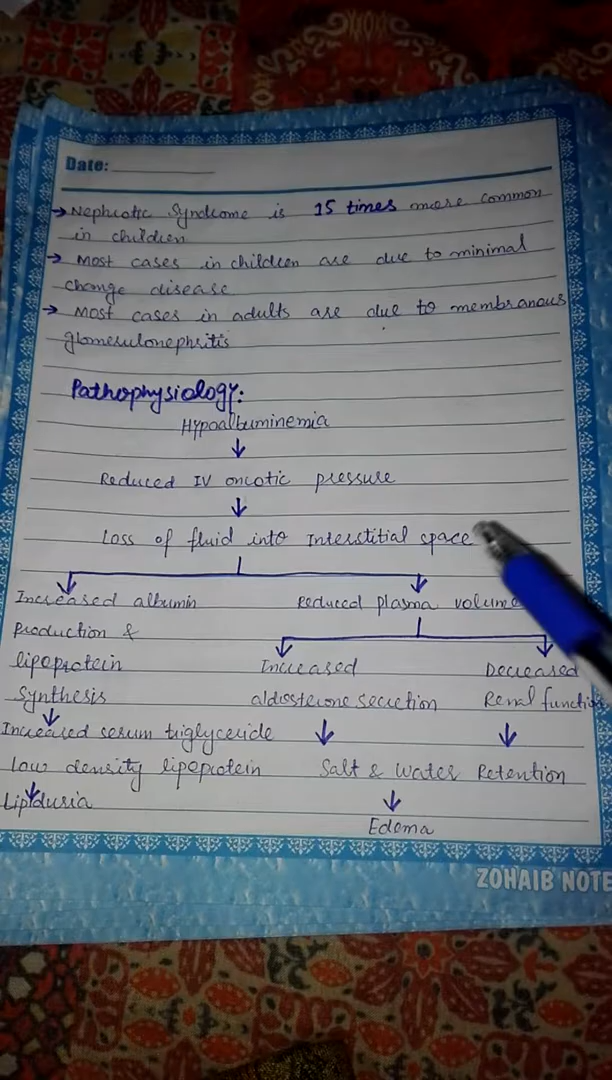 Date:
→ Nephrotic Syndrome is 15 times more common
in children
→ Most cases in children are due to minimal
change disease
→ Most cases in adults are due to membranous
glomerulonephritis
Pathophysiology:
Hypoalbuminemia
↓
Reduced IV oncotic pressure
↓
Loss of fluid into Interstitial space
Increased albumin
Production &
lipoprotein
Synthesis
Reduced plasma volume
Increased
aldosterone secretion
Decreased
Renal function
↓
Increased serum triglyceride
Low density lipoprotein
↓
Lipiduria
↓ ↓
Salt & Water Retention
↓
Edema
ZOHAIB NOTE